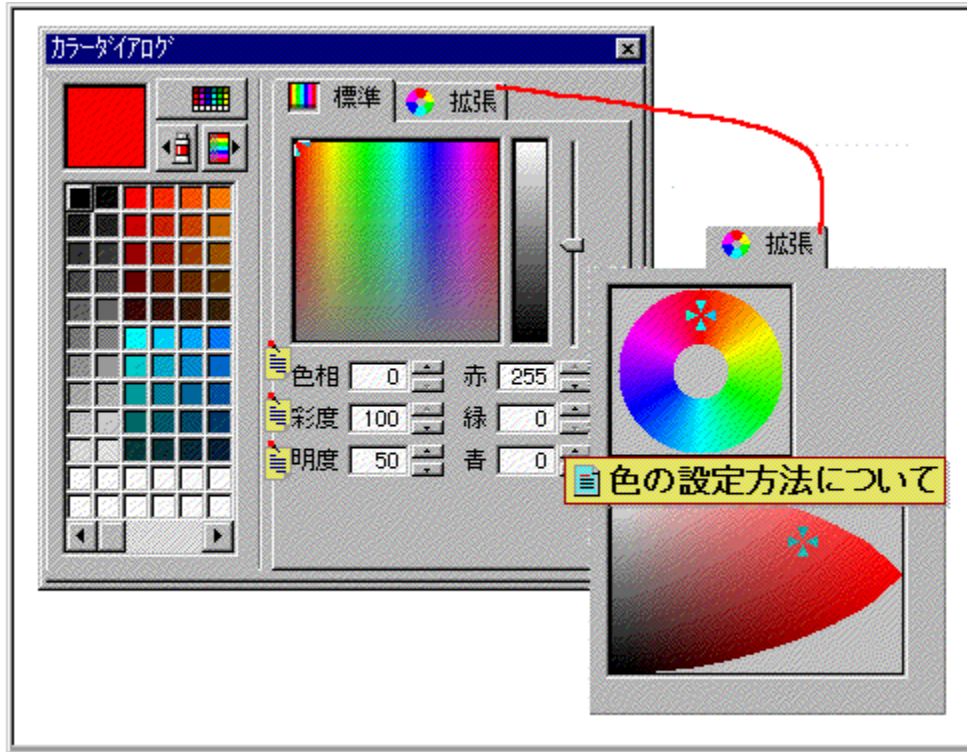 カラーダイアログ
標準
拡張
拡張
色相 0 赤 255
彩度 100 緑 0
明度 50 青 0
色の設定方法について